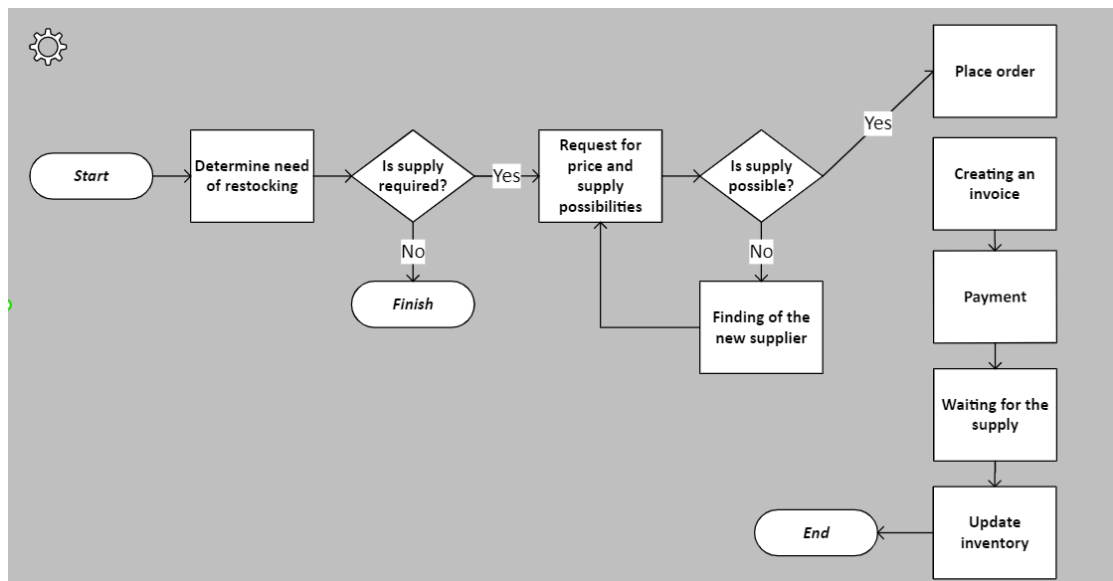 Place order
Yes
Start
Determine need
of restocking
Is supply
required?
Yes
Request for
price and
supply
possibilities
Is supply
possible?
Creating an
invoice
No
Finish
No
Finding of the
new supplier
Payment
Waiting for the
supply
Update
inventory
End